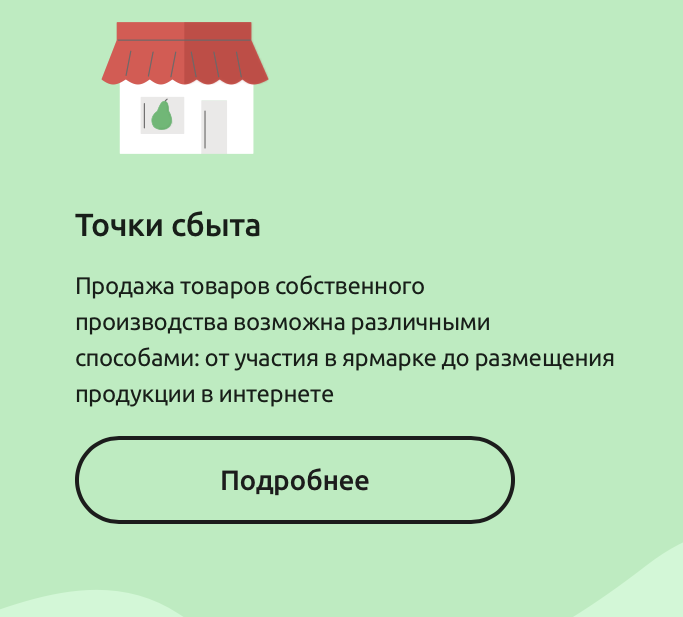 Точки сбыта
Продажа товаров собственного
производства возможна различными
способами: от участия в ярмарке до размещения
продукции в интернете
Подробнее